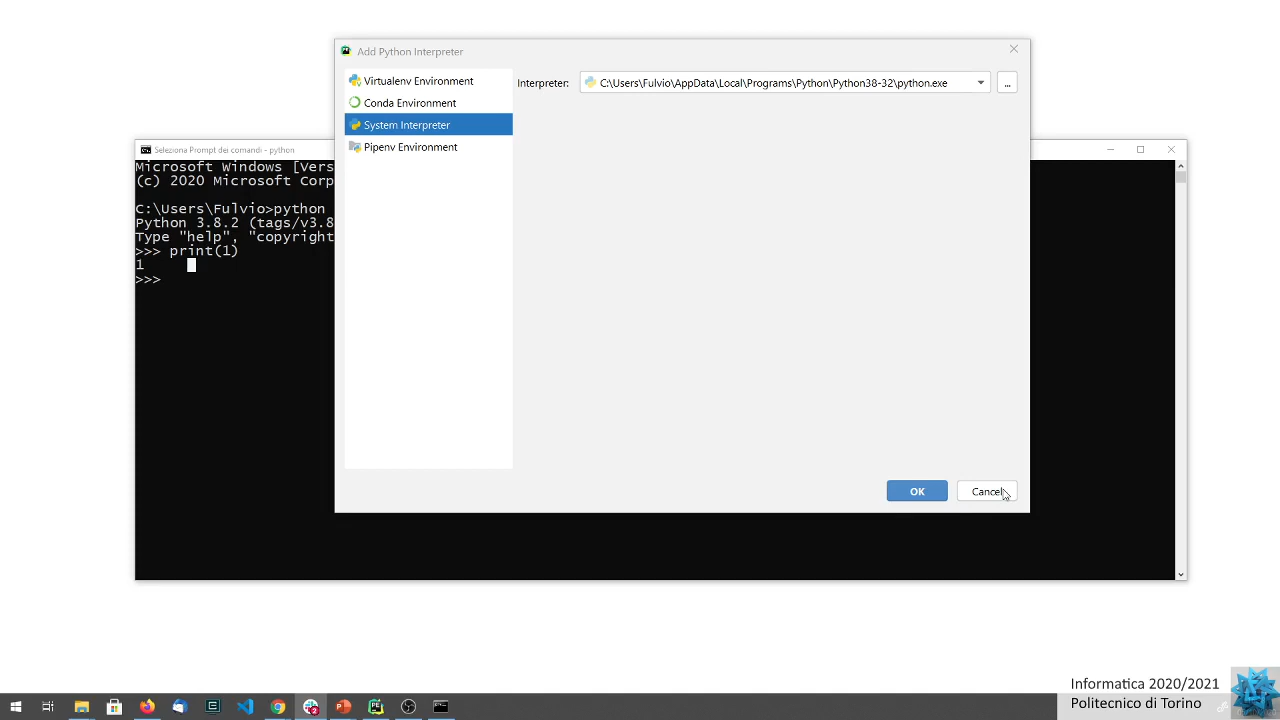 Add Python Interpreter
Virtualenv Environment
Conda Environment
System Interpreter
Pipenv Environment
Interpreter:
C:\Users\Fulvio\AppData\Local\Programs\Python\Python38-32\python.exe
...
OK
Cancel
Seleziona Prompt dei comandi - python
Microsoft Windows [Vers
(c) 2020 Microsoft Corp
C:\Users\Fulvio>python
Python 3.8.2 (tags/v3.8
Type "help", "copyright
>>> print(1)
1
>>>
Informatica 2020/2021
Politecnico di Torino